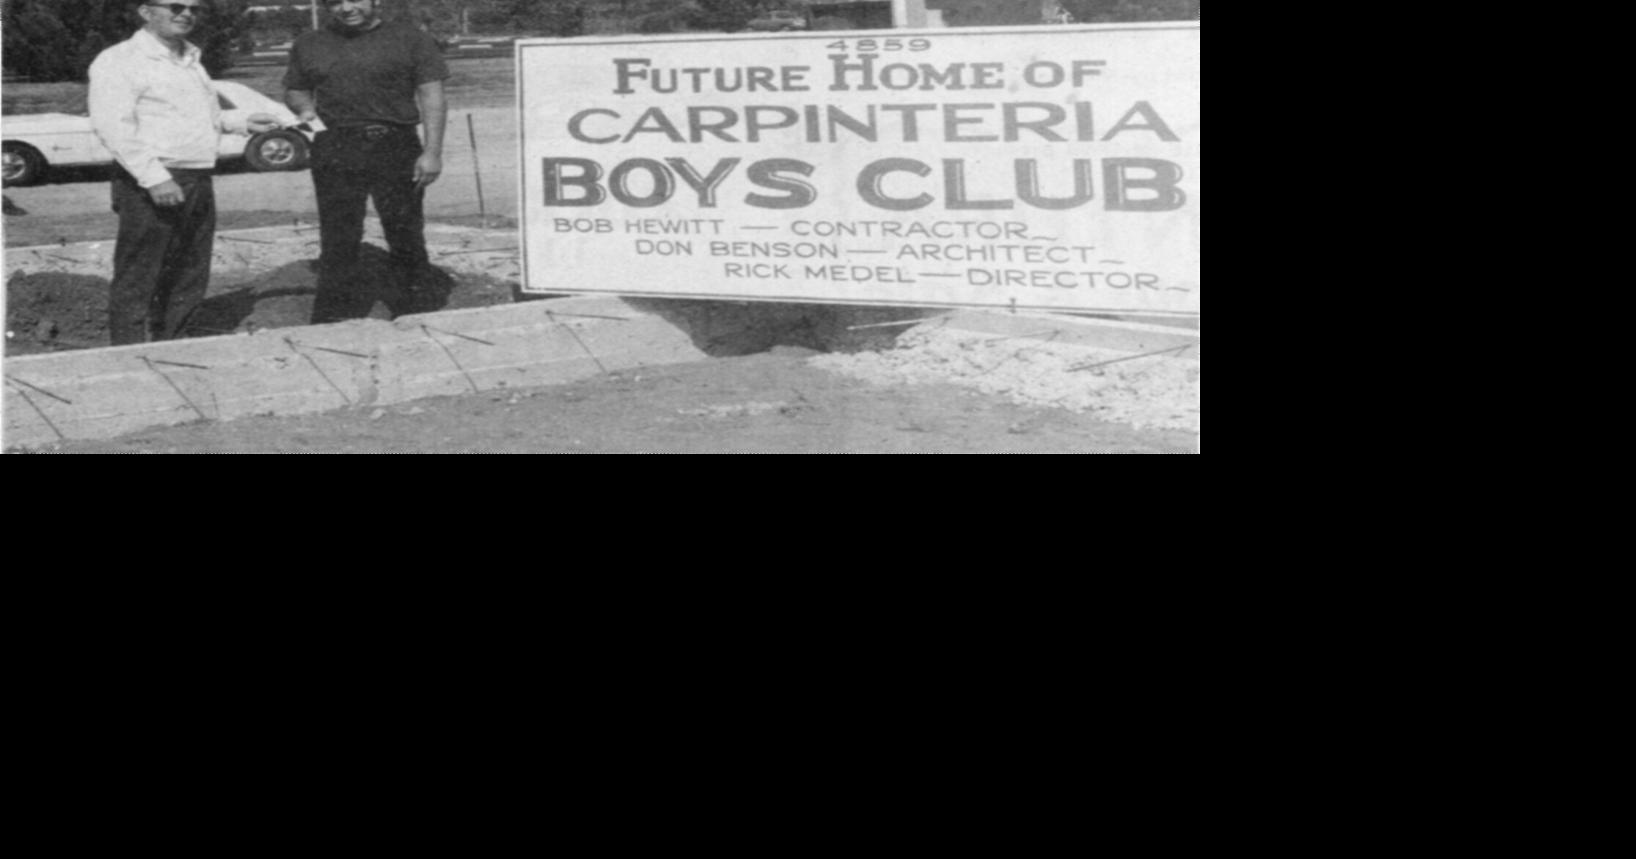 4859
FUTURE HOME OF
CARPINTERIA
BOYS CLUB
BOB HEWITT — CONTRACTOR~
DON BENSON — ARCHITECT~
RICK MEDEL — DIRECTOR~